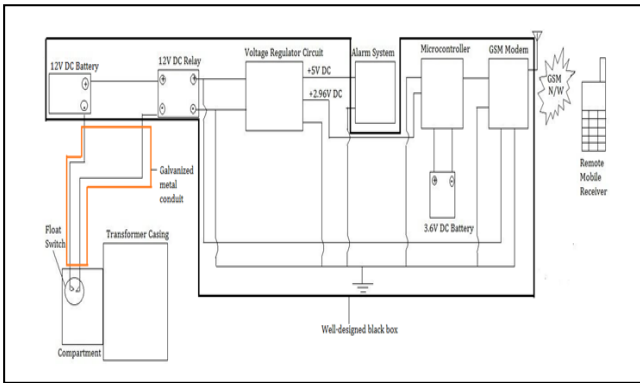 12V DC Battery
12V DC Relay
Voltage Regulator Circuit
Alarm System
Microcontroller
GSM Modem
+5V DC
+2.96V DC
GSM
N/W
Remote
Mobile
Receiver
Galvanized
metal
conduit
3.6V DC Battery
Float
Switch
Transformer Casing
Well-designed black box
Compartment